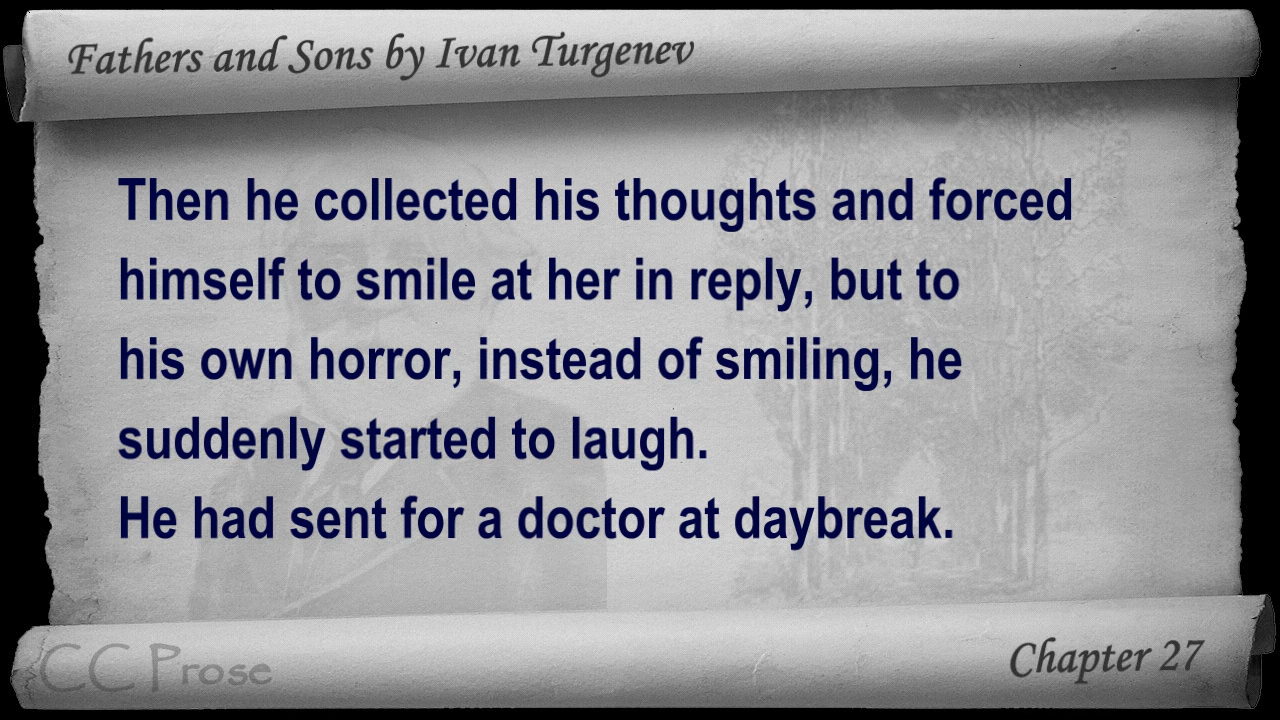 Fathers and Sons by Ivan Turgenev
Then he collected his thoughts and forced
himself to smile at her in reply, but to
his own horror, instead of smiling, he
suddenly started to laugh.
He had sent for a doctor at daybreak.
CC Prose
Chapter 27